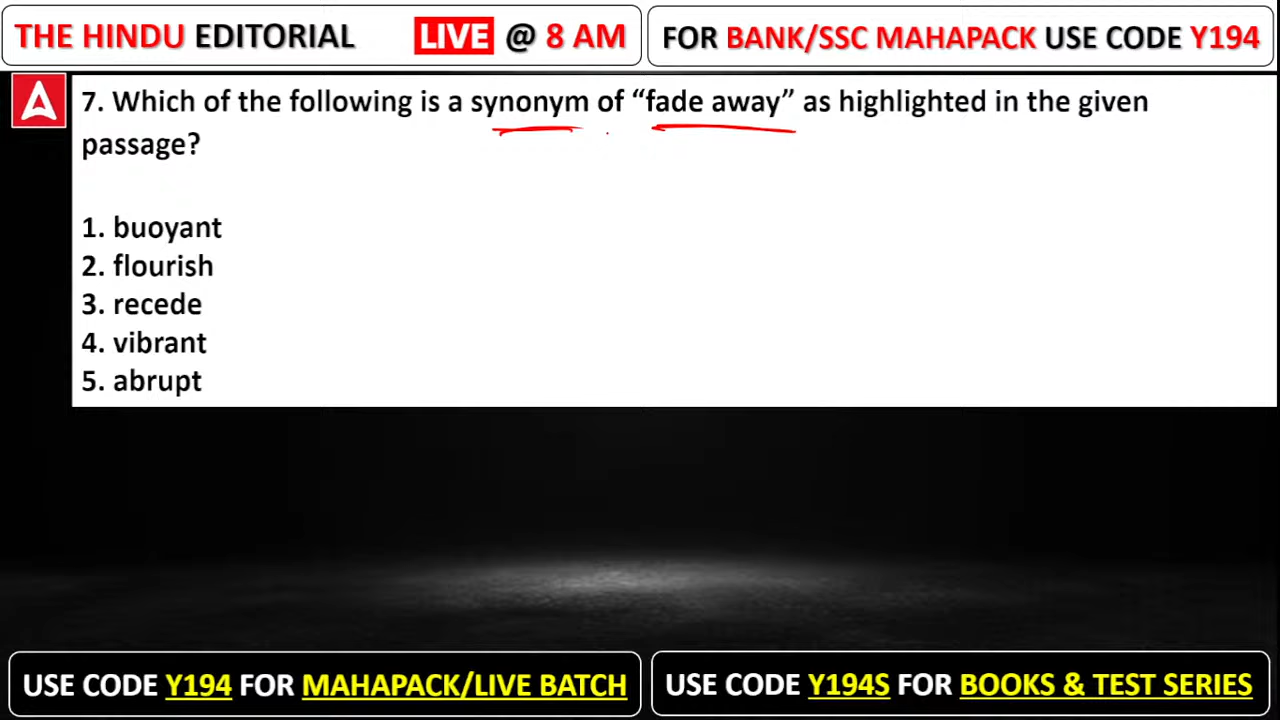 THE HINDU EDITORIAL LIVE @ 8 AM
FOR BANK/SSC MAHAPACK USE CODE Y194
7. Which of the following is a synonym of “fade away” as highlighted in the given
passage?
1. buoyant
2. flourish
3. recede
4. vibrant
5. abrupt
USE CODE Y194 FOR MAHAPACK/LIVE BATCH
USE CODE Y194S FOR BOOKS & TEST SERIES